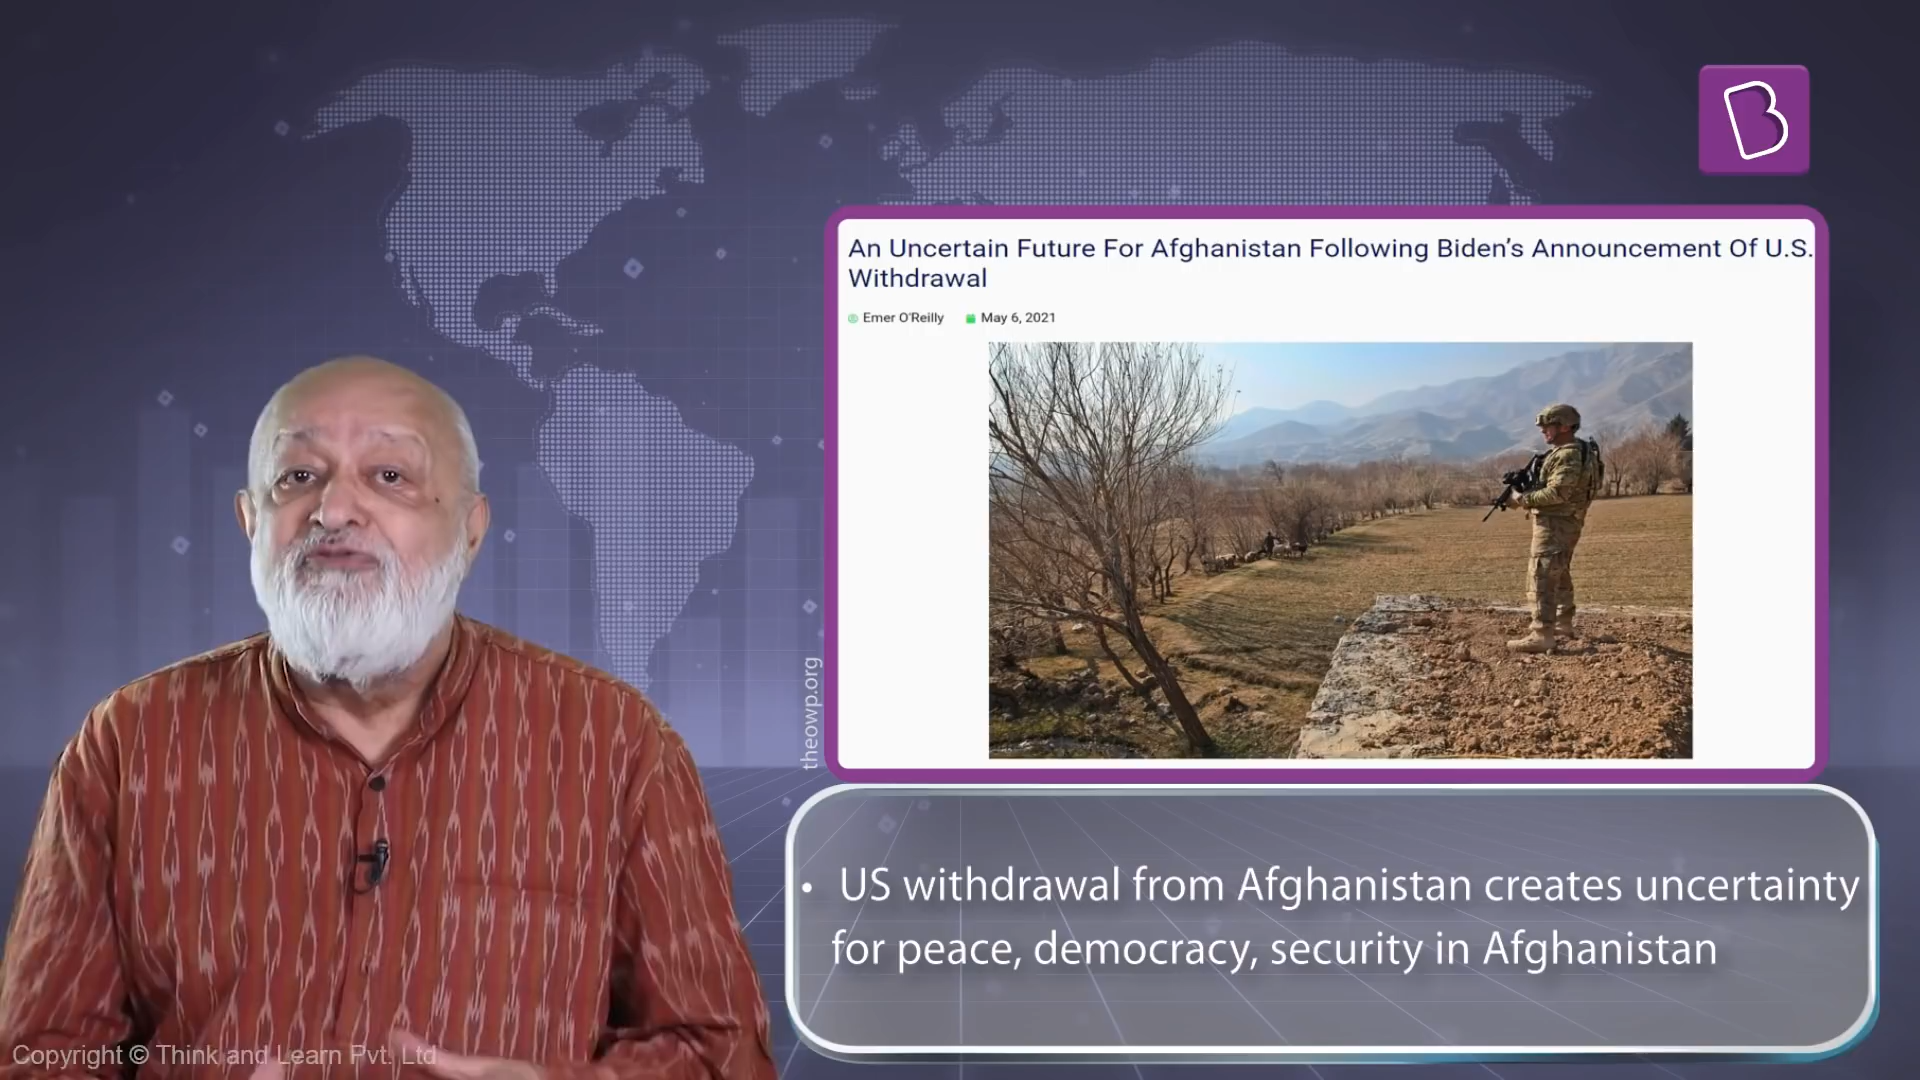 An Uncertain Future For Afghanistan Following Biden's Announcement Of U.S.
Withdrawal
Emer O'Reilly May 6, 2021
theowp.org
• US withdrawal from Afghanistan creates uncertainty
for peace, democracy, security in Afghanistan
Copyright © Think and Learn Pvt. Ltd
B